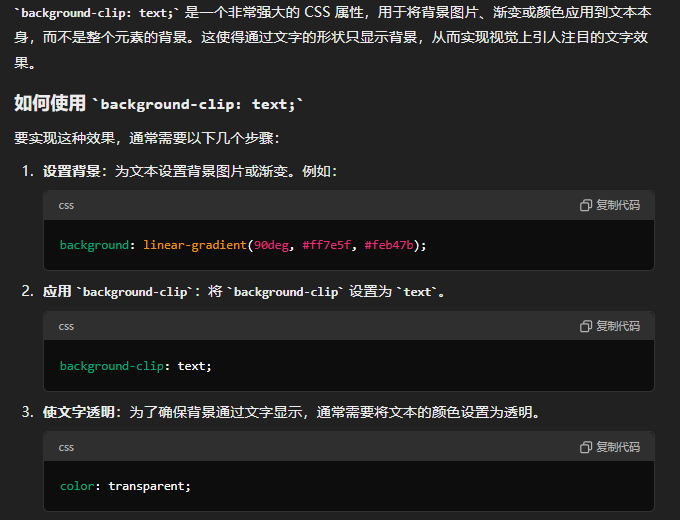 `background-clip: text;` 是一个非常强大的 CSS 属性，用于将背景图片、渐变或颜色应用到文本本
身，而不是整个元素的背景。这使得通过文字的形状只显示背景，从而实现视觉上引人注目的文字效
果。
如何使用 `background-clip: text;`
要实现这种效果，通常需要以下几个步骤：
1. 设置背景：为文本设置背景图片或渐变。例如：
css 复制代码
background: linear-gradient(90deg, #ff7e5f, #feb47b);
2. 应用 `background-clip`：将 `background-clip` 设置为 `text`。
css 复制代码
background-clip: text;
3. 使文字透明：为了确保背景通过文字显示，通常需要将文本的颜色设置为透明。
css 复制代码
color: transparent;